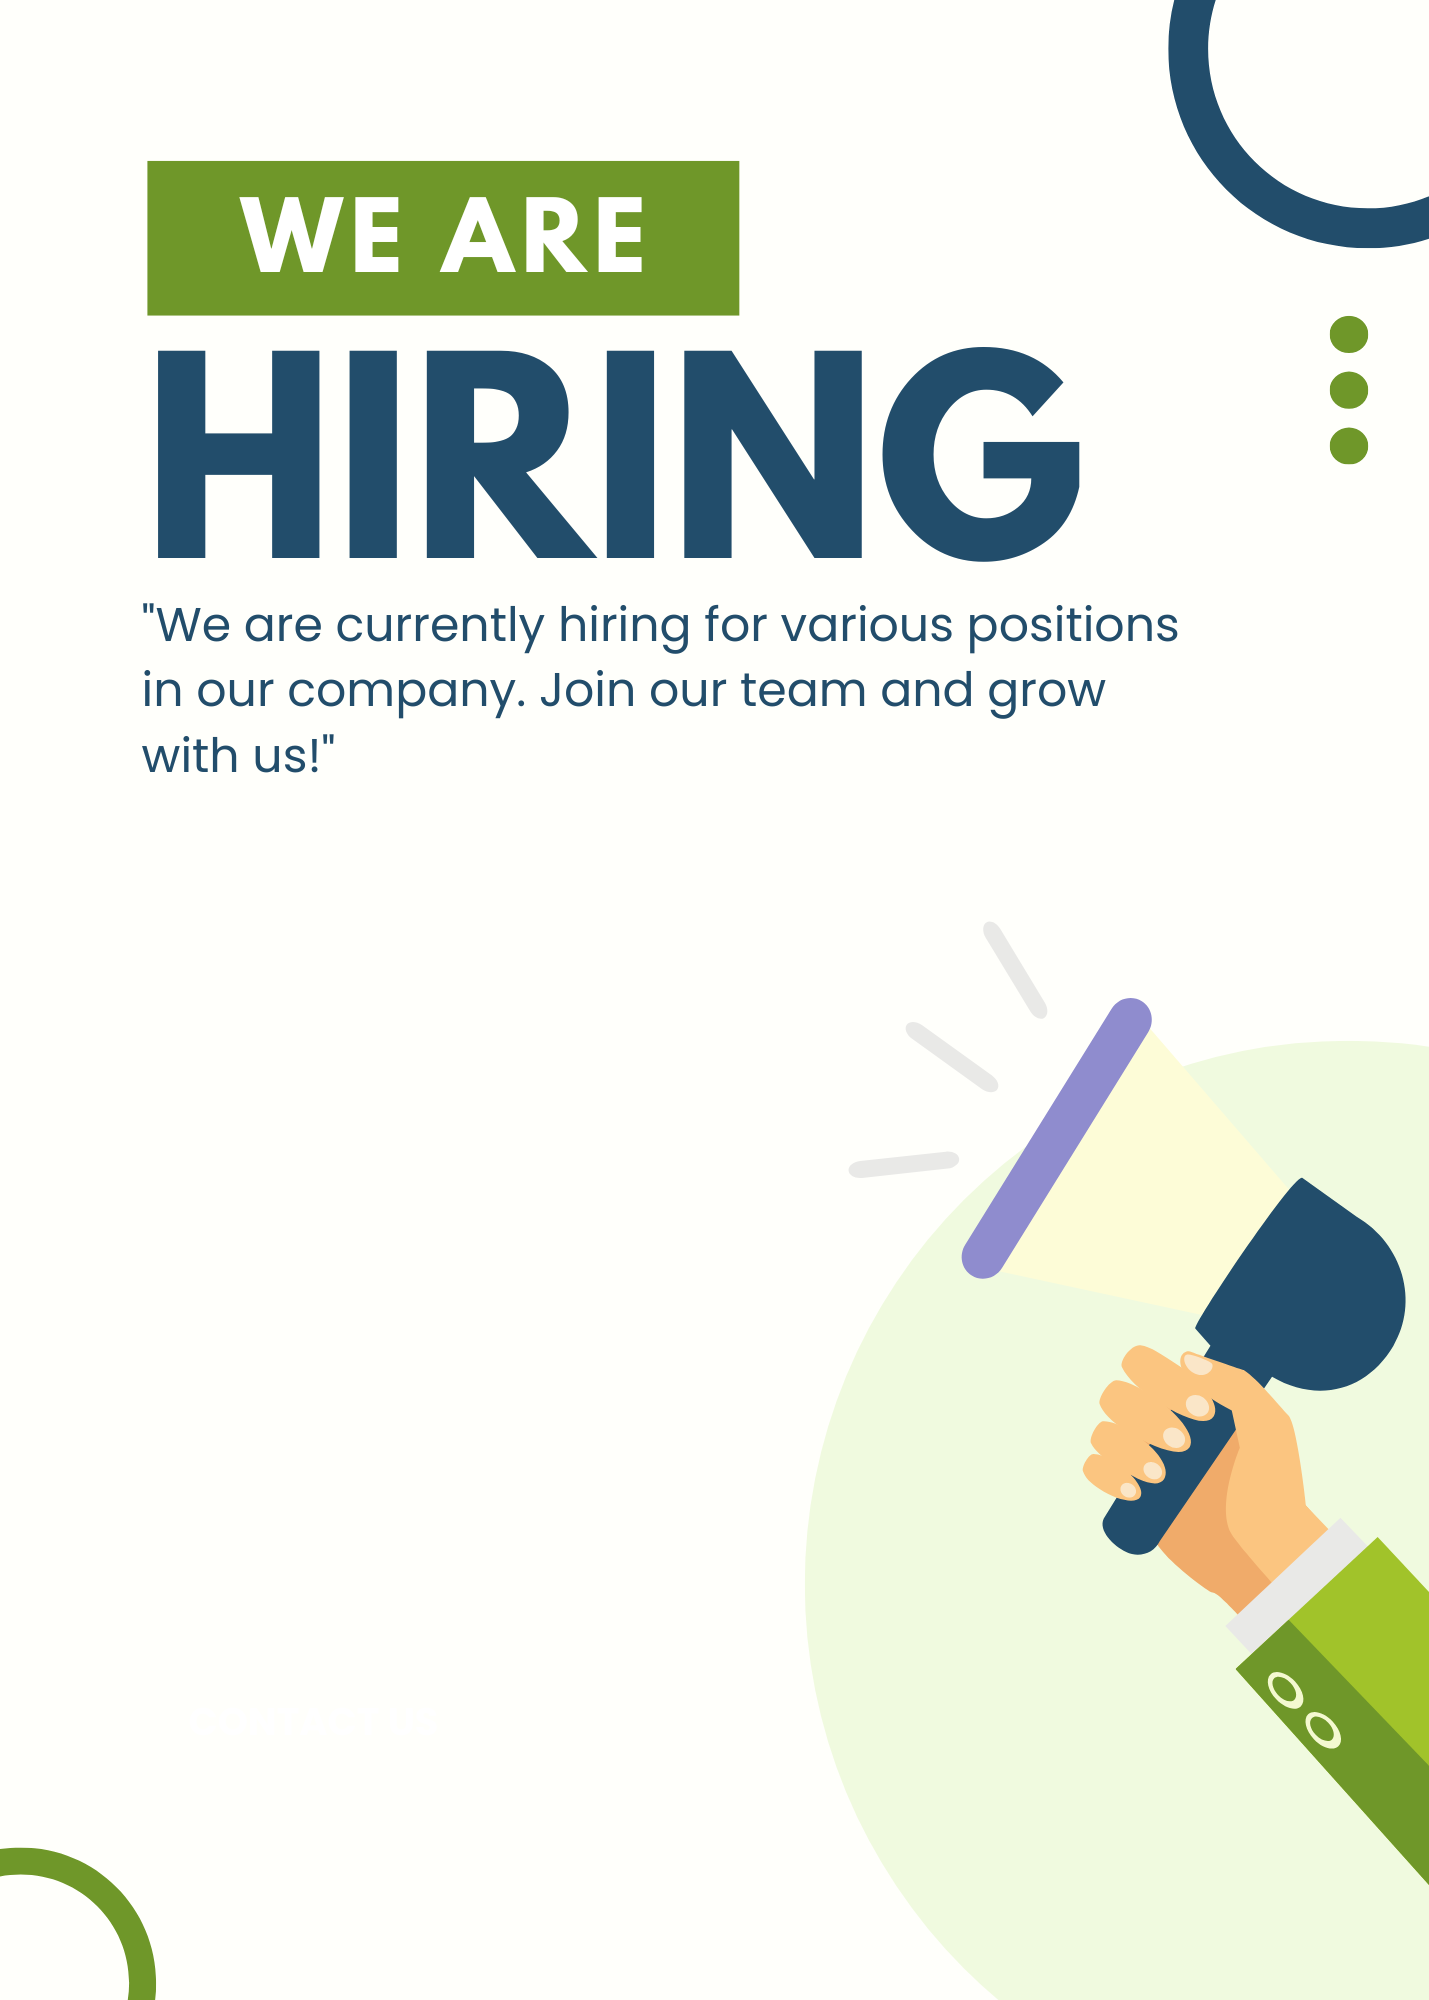 WE ARE
HIRING
"We are currently hiring for various positions
in our company. Join our team and grow
with us!"